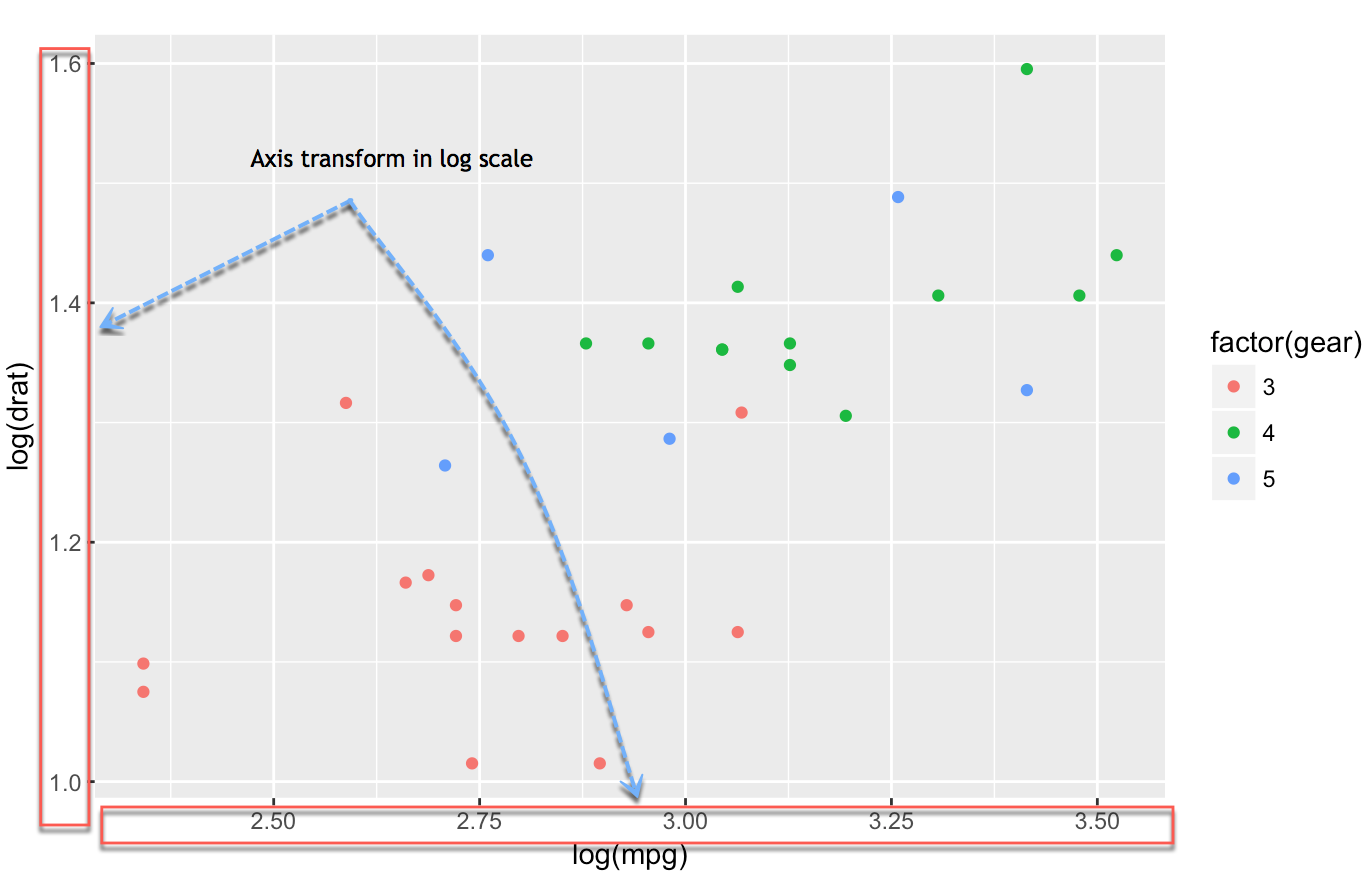 1.6
Axis transform in log scale
1.4
log(drat)
1.2
1.0
2.50 2.75 3.00 3.25 3.50
log(mpg)
factor(gear)
3
4
5